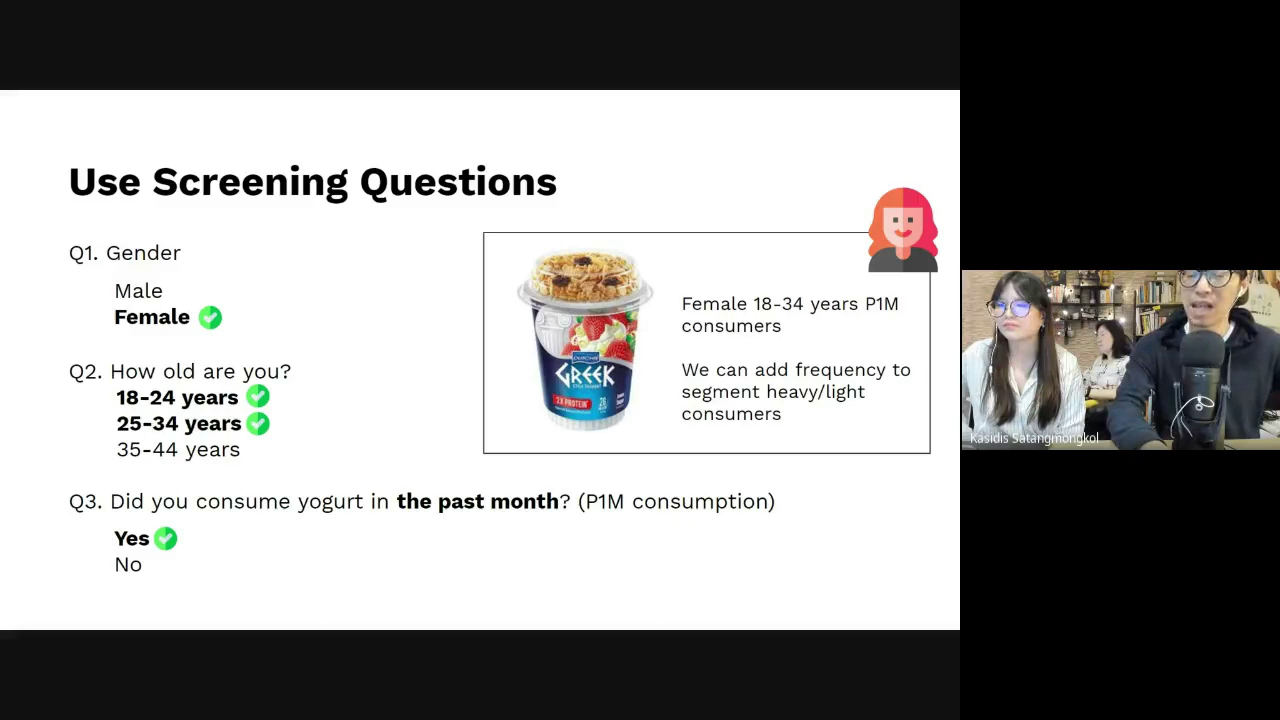 Use Screening Questions
Q1. Gender
Male
Female
Q2. How old are you?
18-24 years
25-34 years
35-44 years
Q3. Did you consume yogurt in the past month? (P1M consumption)
Yes
No
GREEK
2X PROTEIN
Female 18-34 years P1M
consumers
We can add frequency to
segment heavy/light
consumers
Kasidis Satangmongkol